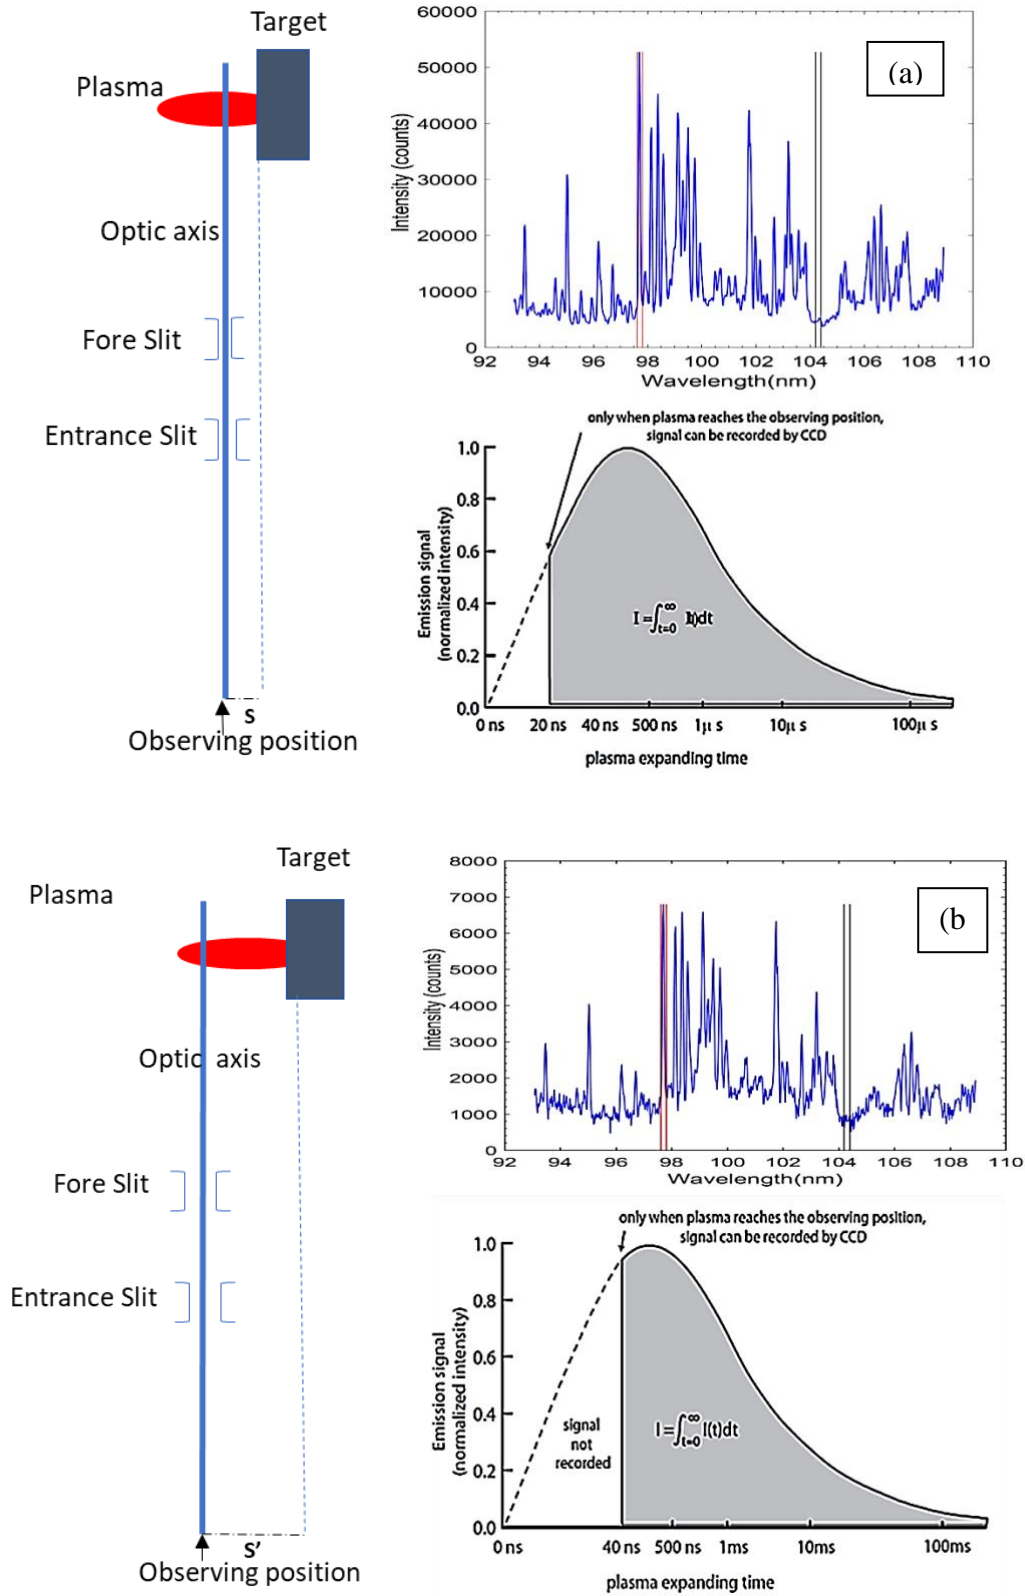 Target
Plasma
Optic axis
Fore Slit
Entrance Slit
S
Observing position
(a)
Intensity (counts)
60000
50000
40000
30000
20000
10000
0
92 94 96 98 100 102 104 106 108 110
Wavelength(nm)
only when plasma reaches the observing position,
signal can be recorded by CCD
Emission signal
(normalized intensity)
1.0
0.8
0.6
0.4
0.2
0.0
0 ns 20 ns 40 ns 500 ns 1μ s 10μ s 100μ s
plasma expanding time
Target
Plasma
Optic axis
Fore Slit
Entrance Slit
S'
Observing position
(b
Intensity (counts)
8000
7000
6000
5000
4000
3000
2000
1000
0
92 94 96 98 100 102 104 106 108 110
Wavelength(nm)
only when plasma reaches the observing position,
signal can be recorded by CCD
Emission signal
(normalized intensity)
1.0
0.8
0.6
0.4
0.2
0.0
signal
not
recorded
I = ∫t=0 ∞ I(t)dt
0 ns 40 ns 500 ns 1ms 10ms 100ms
plasma expanding time